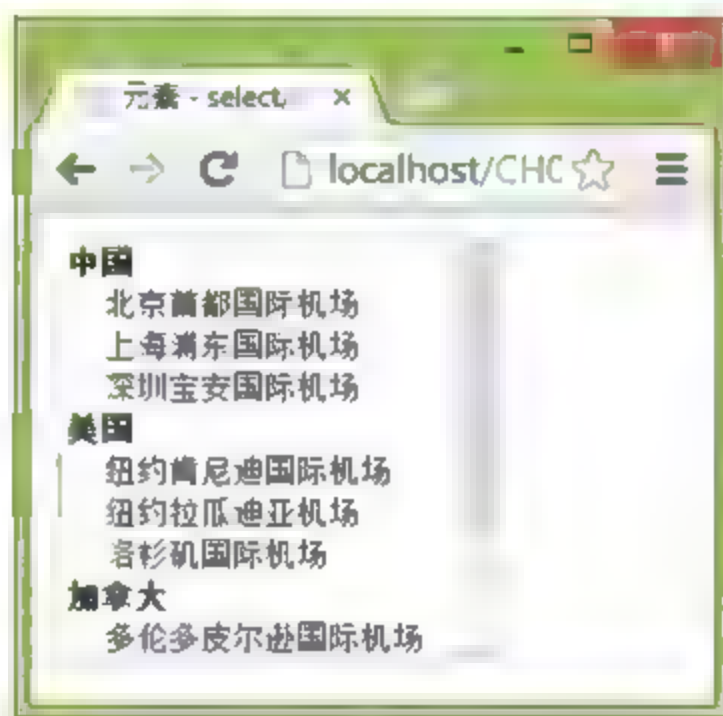 元素 - select.
localhost/CHC
中国
北京首都国际机场
上海浦东国际机场
深圳宝安国际机场
美国
纽约肯尼迪国际机场
纽约拉瓜迪亚机场
洛杉矶国际机场
加拿大
多伦多皮尔逊国际机场